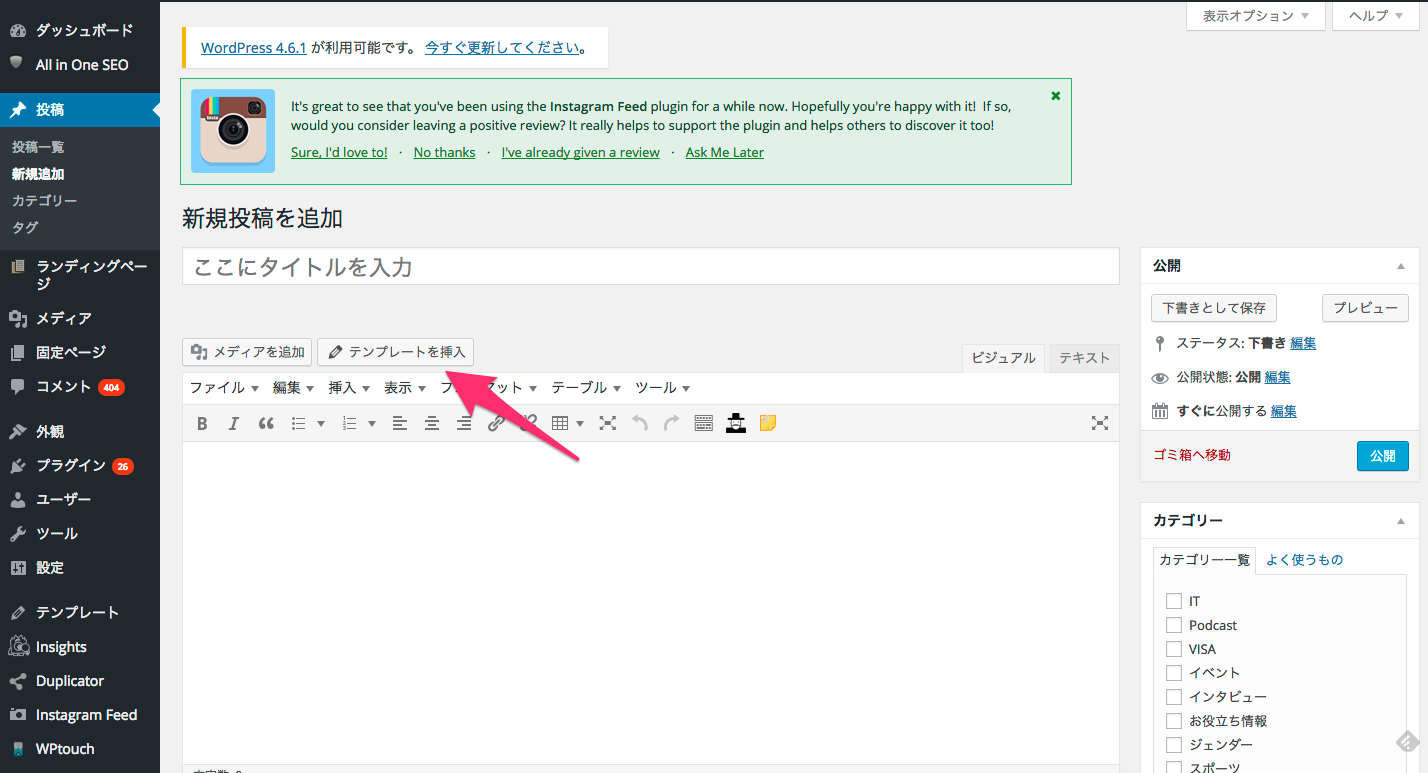 ダッシュボード
All in One SEO
投稿
投稿一覧
新規追加
カテゴリー
タグ
ランディングペー
ジ
メディア
固定ページ
コメント 404
外観
プラグイン 26
ユーザー
ツール
設定
テンプレート
Insights
Duplicator
Instagram Feed
WPtouch
表示オプション ヘルプ
WordPress 4.6.1 が利用可能です。 今すぐ更新してください。
It's great to see that you've been using the Instagram Feed plugin for a while now. Hopefully you're happy with it! If so,
would you consider leaving a positive review? It really helps to support the plugin and helps others to discover it too!
Sure, I'd love to! · No thanks · I've already given a review · Ask Me Later
新規投稿を追加
ここにタイトルを入力
メディアを追加 テンプレートを挿入
ビジュアル テキスト
ファイル 編集 挿入 表示 ツール テーブル
公開
下書きとして保存 プレビュー
ステータス: 下書き 編集
公開状態: 公開 編集
すぐに公開する 編集
ゴミ箱へ移動 公開
カテゴリー
カテゴリー一覧 よく使うもの
IT
Podcast
VISA
イベント
インタビュー
お役立ち情報
ジェンダー
スポーツ